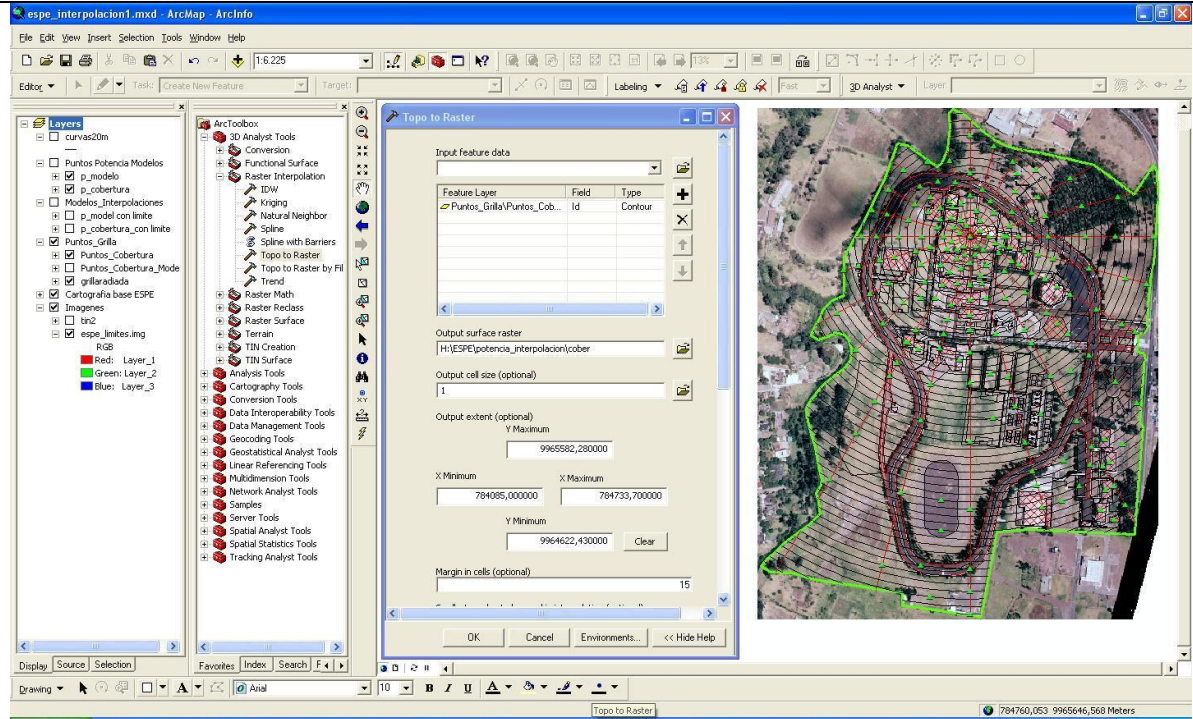 espe_interpolacion1.mxd - ArcMap - ArcInfo
File Edit View Insert Selection Tools Window Help
1:6.225
13%
Editor
Task: Create New Feature
Target:
Labeling
Fast
3D Analyst
Layer:
Layers
curvas20m
Puntos Potencia Modelos
p_modelo
p_cobertura
Modelos_Interpolaciones
p_model con limite
p_cobertura_con limite
Puntos_Grilla
Puntos_Cobertura
Puntos_Cobertura_Mode
grillaradiada
Cartografia base ESPE
Imagenes
tin2
espe_limites.img
RGB
Red: Layer_1
Green: Layer_2
Blue: Layer_3
Display Source Selection
ArcToolbox
3D Analyst Tools
Conversion
Functional Surface
Raster Interpolation
IDW
Kriging
Natural Neighbor
Spline
Spline with Barriers
Topo to Raster
Topo to Raster by Fil
Trend
Raster Math
Raster Reclass
Raster Surface
Terrain
TIN Creation
TIN Surface
Analysis Tools
Cartography Tools
Conversion Tools
Data Interoperability Tools
Data Management Tools
Geocoding Tools
Geostatistical Analyst Tools
Linear Referencing Tools
Multidimension Tools
Network Analyst Tools
Samples
Server Tools
Spatial Analyst Tools
Spatial Statistics Tools
Tracking Analyst Tools
Favorites Index Search F
Topo to Raster
Input feature data
Feature Layer Field Type
Puntos_Grilla\Puntos_Cob... Id Contour
Output surface raster
H:\ESPE\potencia_interpolacion\cober
Output cell size (optional)
1
Output extent (optional)
Y Maximum
9965582,280000
X Minimum X Maximum
784085,000000 784733,700000
Y Minimum
9964622,430000 Clear
Margin in cells (optional)
15
OK Cancel Environments... << Hide Help
Drawing
A
Arial
10
B I U A
Topo to Raster
784760,053 9965646,568 Meters